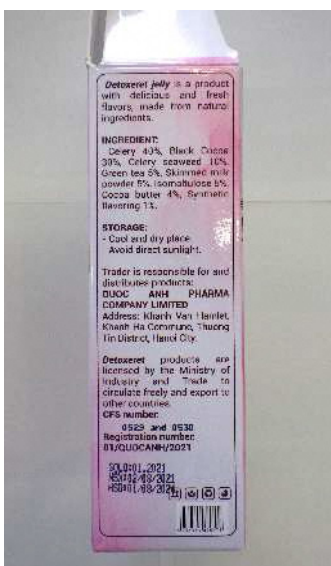 Detoxeret jelly is a product
with delicious and fresh
flavors, made from natural
ingredients.
INGREDIENT:
Celery 40%, Black Cocoa
30%, Celery seaweed 10%,
Green tea 5%, Skimmed milk
powder 5%, Isomaltulose 5%,
Cocoa butter 4%, Synthetic
flavoring 1%.
STORAGE:
- Cool and dry place
Avoid direct sunlight.
Trader is responsible for and
distributes products:
QUOC ANH PHARMA
COMPANY LIMITED
Address: Khanh Van Hamlet,
Khanh Ha Commune, Thuong
Tin District, Hanoi City.
Detoxeret products are
licensed by the Ministry of
Industry and Trade to
circulate freely and export to
other countries.
CFS number:
0529 and 0530
Registration number:
01/QUOCANH/2021
SOLO:01.2021
NSX:02/08/2021
HSD:01/08/2024